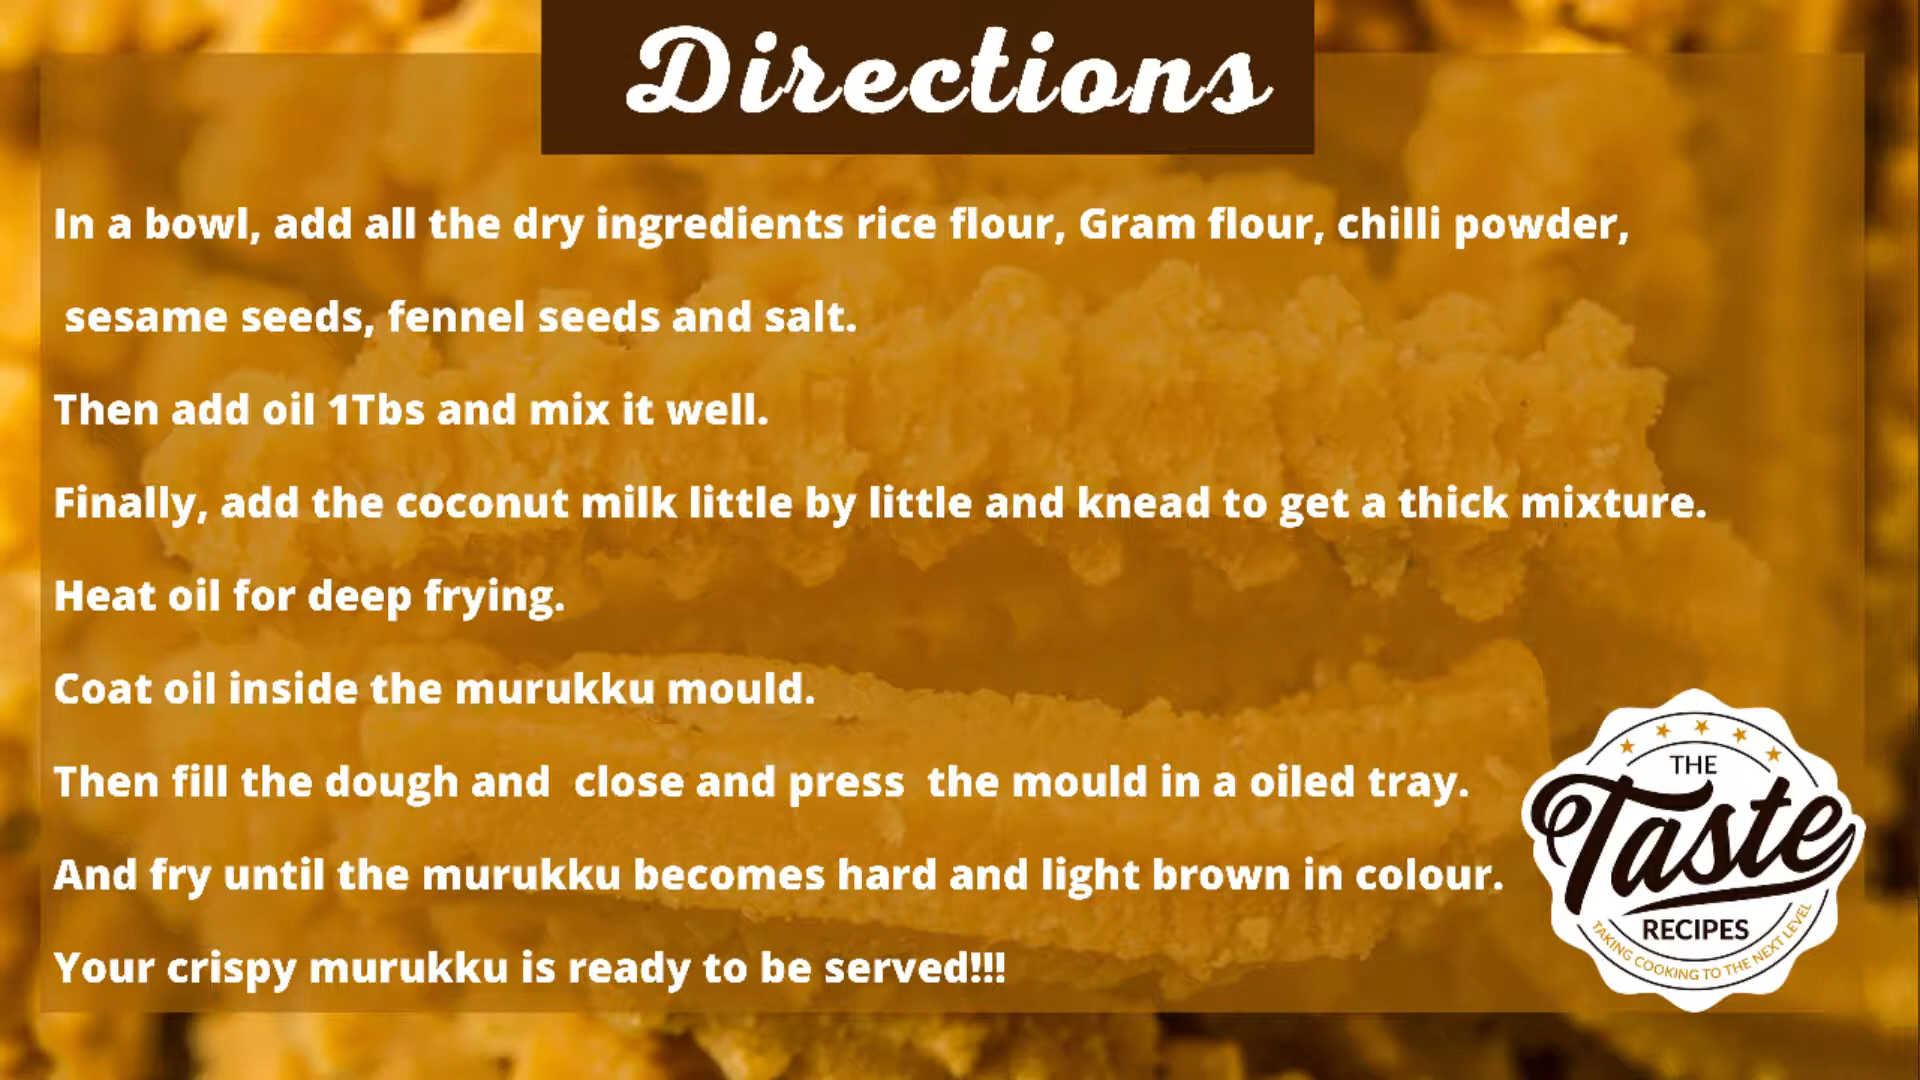 Directions
In a bowl, add all the dry ingredients rice flour, Gram flour, chilli powder,
sesame seeds, fennel seeds and salt.
Then add oil 1Tbs and mix it well.
Finally, add the coconut milk little by little and knead to get a thick mixture.
Heat oil for deep frying.
Coat oil inside the murukku mould.
Then fill the dough and  close and press  the mould in a oiled tray.
And fry until the murukku becomes hard and light brown in colour.
Your crispy murukku is ready to be served!!!
THE
Taste
RECIPES
TAKING COOKING TO THE NEXT LEVEL